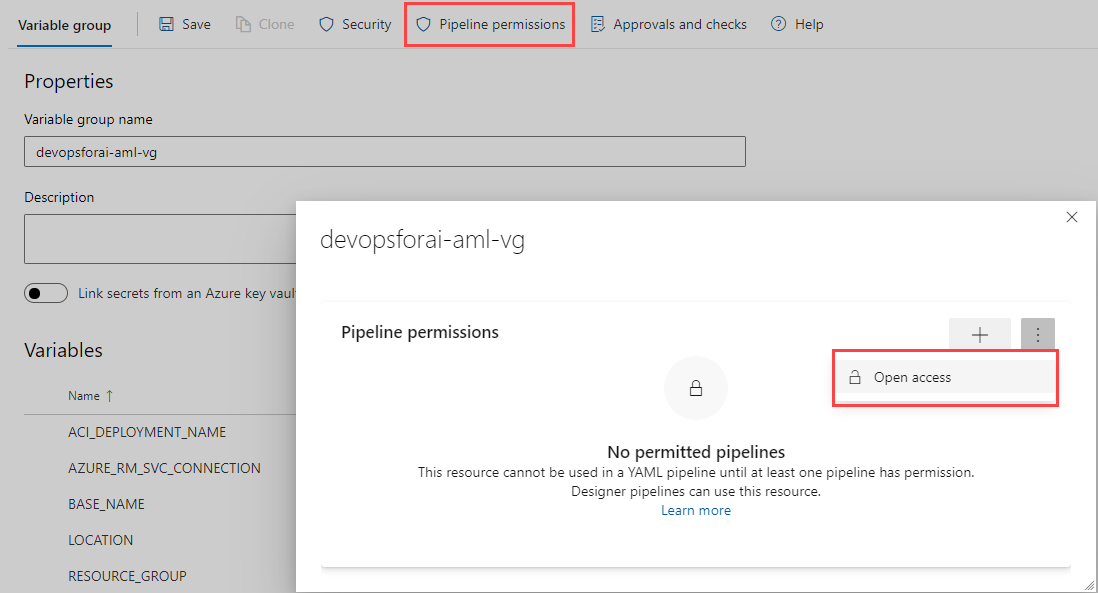 Variable group
Save
Clone
Security
Pipeline permissions
Approvals and checks
Help
Properties
Variable group name
devopsforai-aml-vg
Description
Link secrets from an Azure key vaul
Variables
Name ↑
ACI_DEPLOYMENT_NAME
AZURE_RM_SVC_CONNECTION
BASE_NAME
LOCATION
RESOURCE_GROUP
devopsforai-aml-vg
Pipeline permissions
Open access
No permitted pipelines
This resource cannot be used in a YAML pipeline until at least one pipeline has permission.
Designer pipelines can use this resource.
Learn more